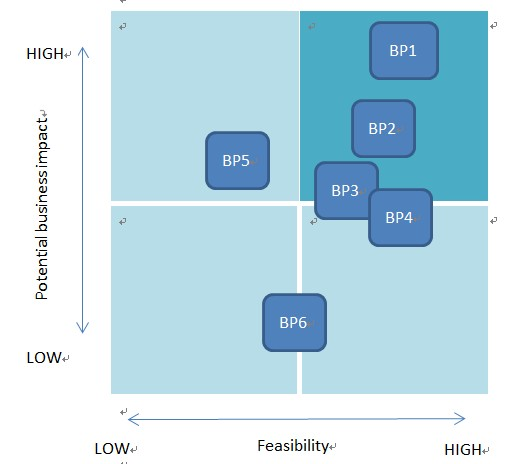 HIGH
BP1
BP2
BP5
BP3
BP4
Potential business impact
BP6
LOW
LOW
Feasibility
HIGH